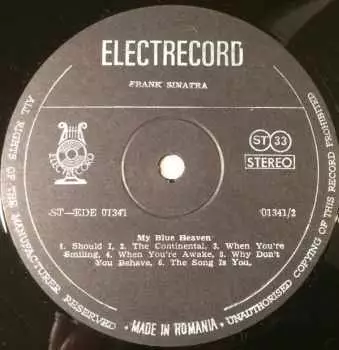 ELECTRECORD
FRANK SINATRA
ELECTRECORD
ST 33
STEREO
ST—EDE 01341
01341/2
My Blue Heaven
1. Should I, 2. The Continental, 3. When You're
Smiling, 4. When You're Awake, 5. Why Don't
You Behave, 6. The Song Is You.
ALL RIGHTS OF THE MANUFACTURER RESERVED
• MADE IN ROMANIA •
UNAUTHORISED COPYING OF THIS RECORD PROHIBITED